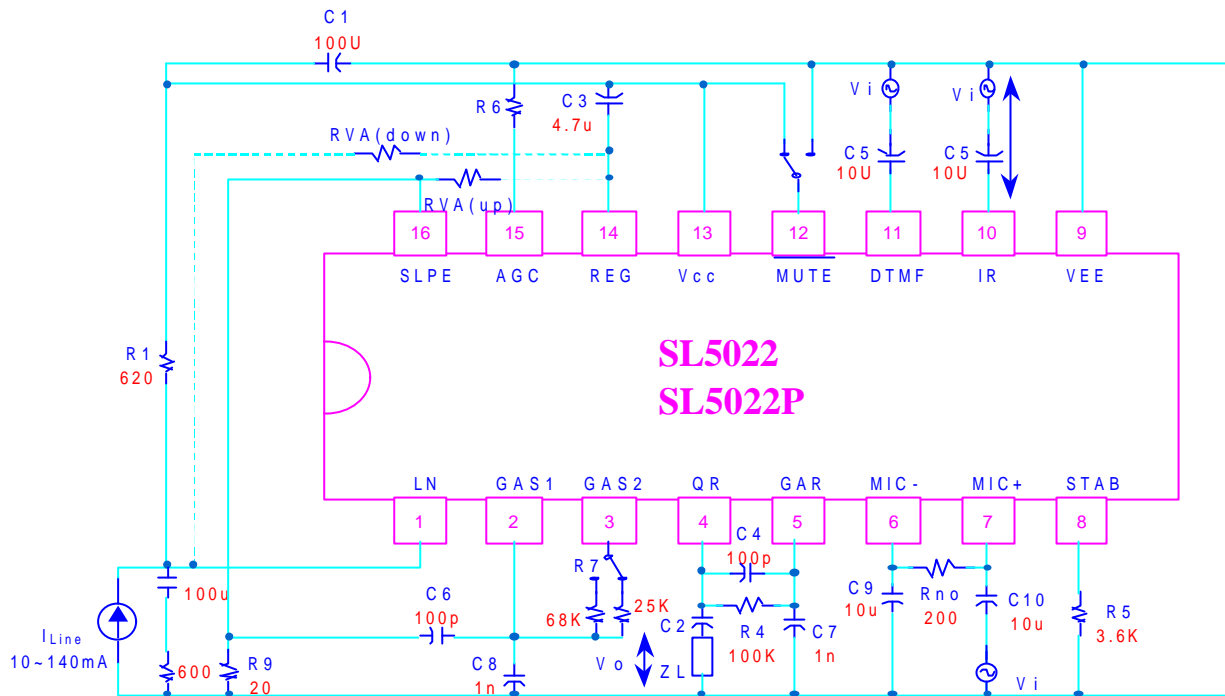 C1
100U
R6
C3
4.7u
Vi
Vi
RVA(down)
C5
10U
C5
10U
RVA(up)
16
15
14
13
12
11
10
9
SLPE
AGC
REG
Vcc
MUTE
DTMF
IR
VEE
R1
620
SL5022
SL5022P
LN
GAS1
GAS2
QR
GAR
MIC-
MIC+
STAB
1
2
3
4
5
6
7
8
C4
100p
R7
100u
C6
100p
68K
25K
C9
10u
Rno
200
C10
10u
R5
3.6K
ILine
10~140mA
C2
R4
100K
C7
1n
600
R9
20
C8
1n
Vo
ZL
Vi